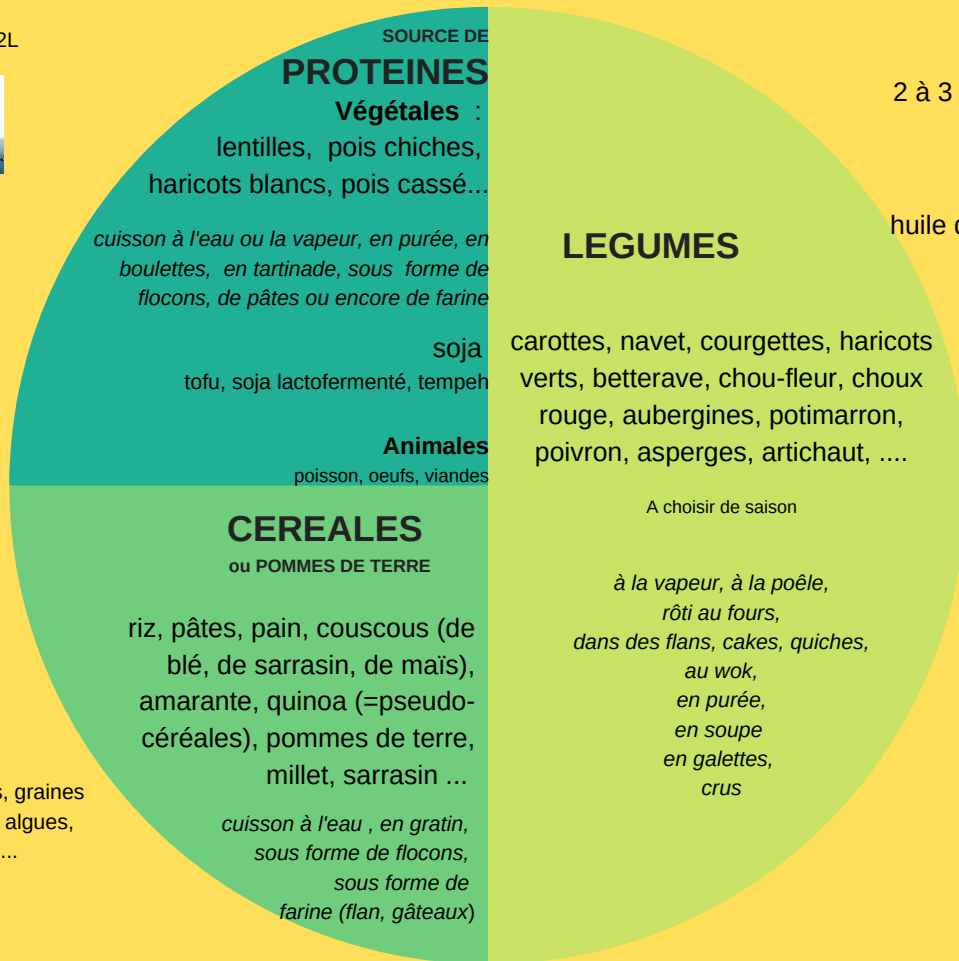 2L
SOURCE DE
PROTEINES
Végétales :
lentilles, pois chiches,
haricots blancs, pois cassé...
cuisson à l'eau ou la vapeur, en purée, en
boulettes, en tartinade, sous forme de
flocons, de pâtes ou encore de farine
soja
tofu, soja lactofermenté, tempeh
Animales
poisson, oeufs, viandes
CEREALES
ou POMMES DE TERRE
riz, pâtes, pain, couscous (de
blé, de sarrasin, de maïs),
amarante, quinoa (=pseudo-
céréales), pommes de terre,
millet, sarrasin ...
cuisson à l'eau , en gratin,
sous forme de flocons,
sous forme de
farine (flan, gâteaux)
, graines
algues,
...
LEGUMES
carottes, navet, courgettes, haricots
verts, betterave, chou-fleur, choux
rouge, aubergines, potimarron,
poivron, asperges, artichaut, ....
A choisir de saison
à la vapeur, à la poêle,
rôti au fours,
dans des flans, cakes, quiches,
au wok,
en purée,
en soupe
en galettes,
crus
2 à 3
huile